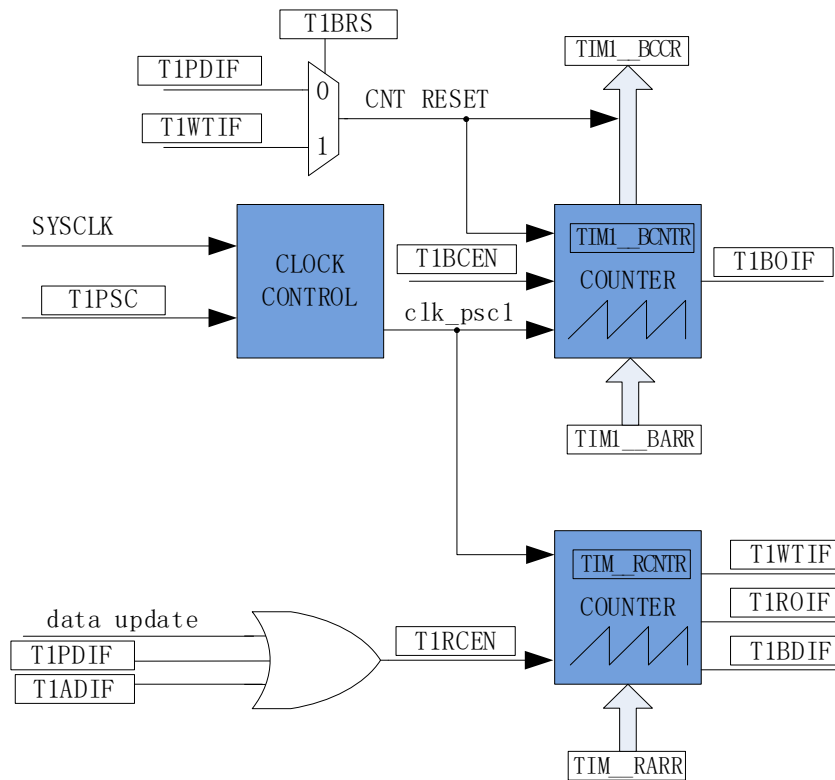 T1BRS
TIM1__BCCR
T1PDIF
0
CNT RESET
T1WTIF
1
SYSCLK
T1PSC
CLOCK
CONTROL
T1BCEN
clk_psc1
TIM1__BCNTR
COUNTER
T1BOIF
TIM1__BARR
TIM__RCNTR
COUNTER
T1WTIF
T1ROIF
T1BDIF
data update
T1PDIF
T1ADIF
T1RCEN
TIM__RARR